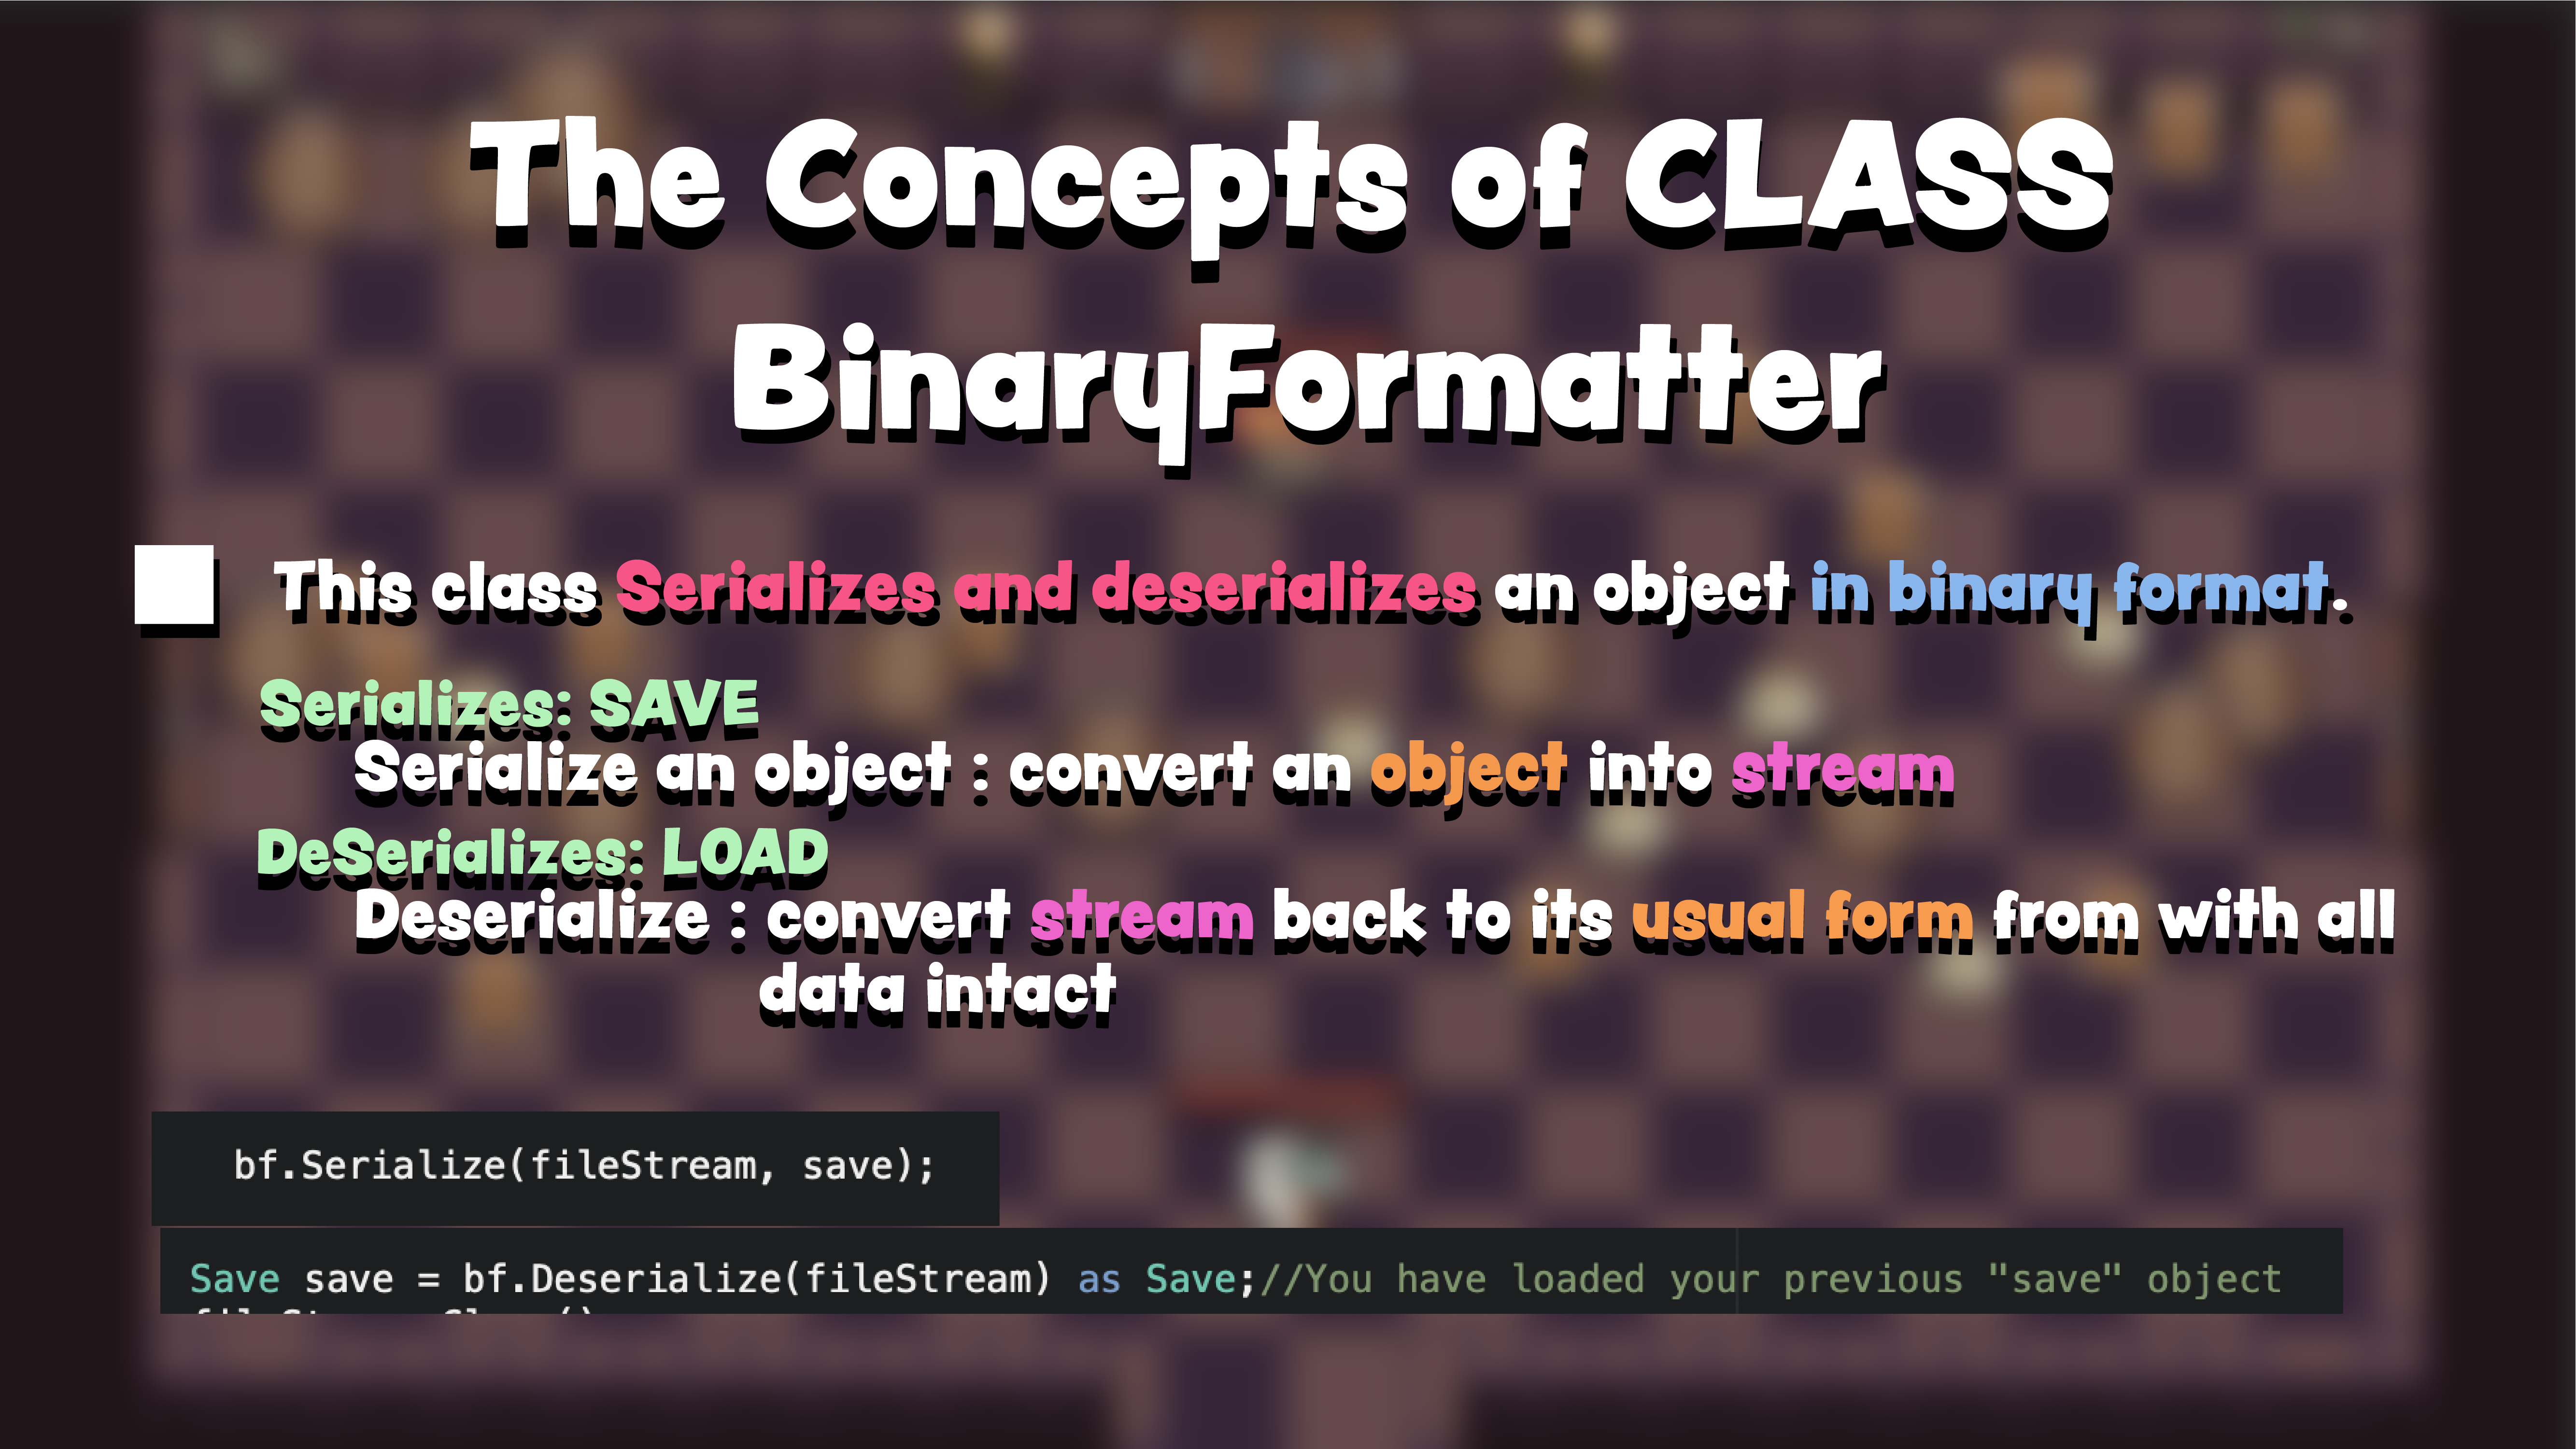 The Concepts of CLASS
BinaryFormatter
This class Serializes and deserializes an object in binary format.
Serializes: SAVE
Serialize an object : convert an object into stream
DeSerializes: LOAD
Deserialize : convert stream back to its usual form from with all
data intact
bf.Serialize(fileStream, save);
Save save = bf.Deserialize(fileStream) as Save;//You have loaded your previous "save" object